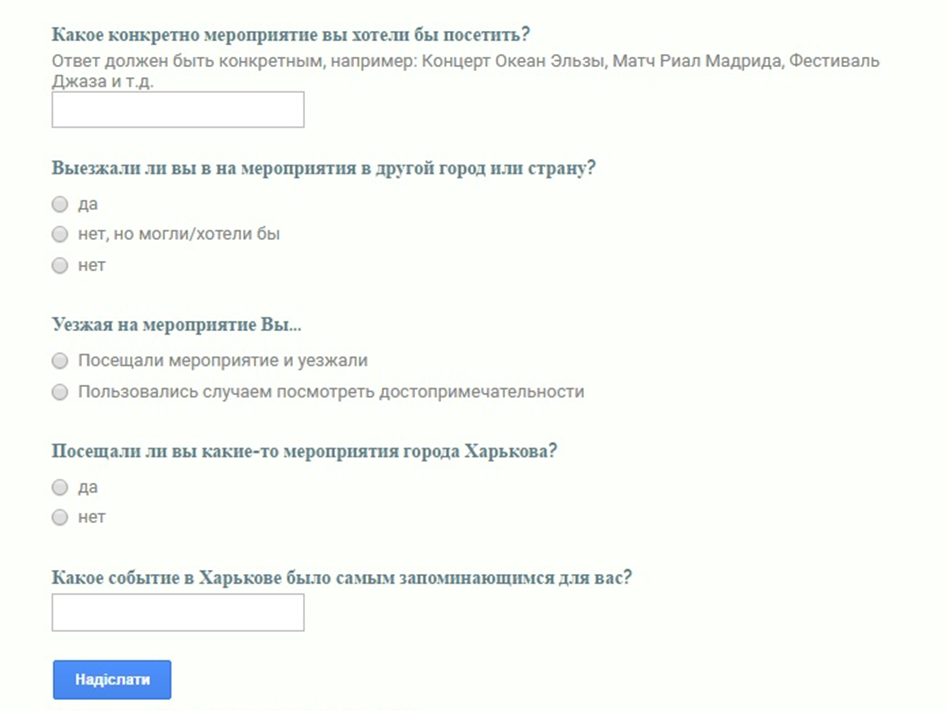 Какое конкретно мероприятие вы хотели бы посетить?
Ответ должен быть конкретным, например: Концерт Океан Эльзы, Матч Риал Мадрида, Фестиваль
Джаза и т.д.
Выезжали ли вы в на мероприятия в другой город или страну?
да
нет, но могли/хотели бы
нет
Уезжая на мероприятие Вы...
Посещали мероприятие и уезжали
Пользовались случаем посмотреть достопримечательности
Посещали ли вы какие-то мероприятия города Харькова?
да
нет
Какое событие в Харькове было самым запоминающимся для вас?
Надіслати